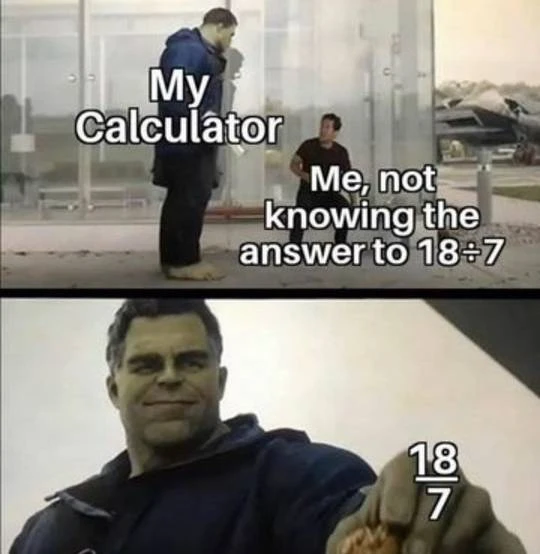 My
Calculator
Me, not
knowing the
answer to 18÷7
18
7